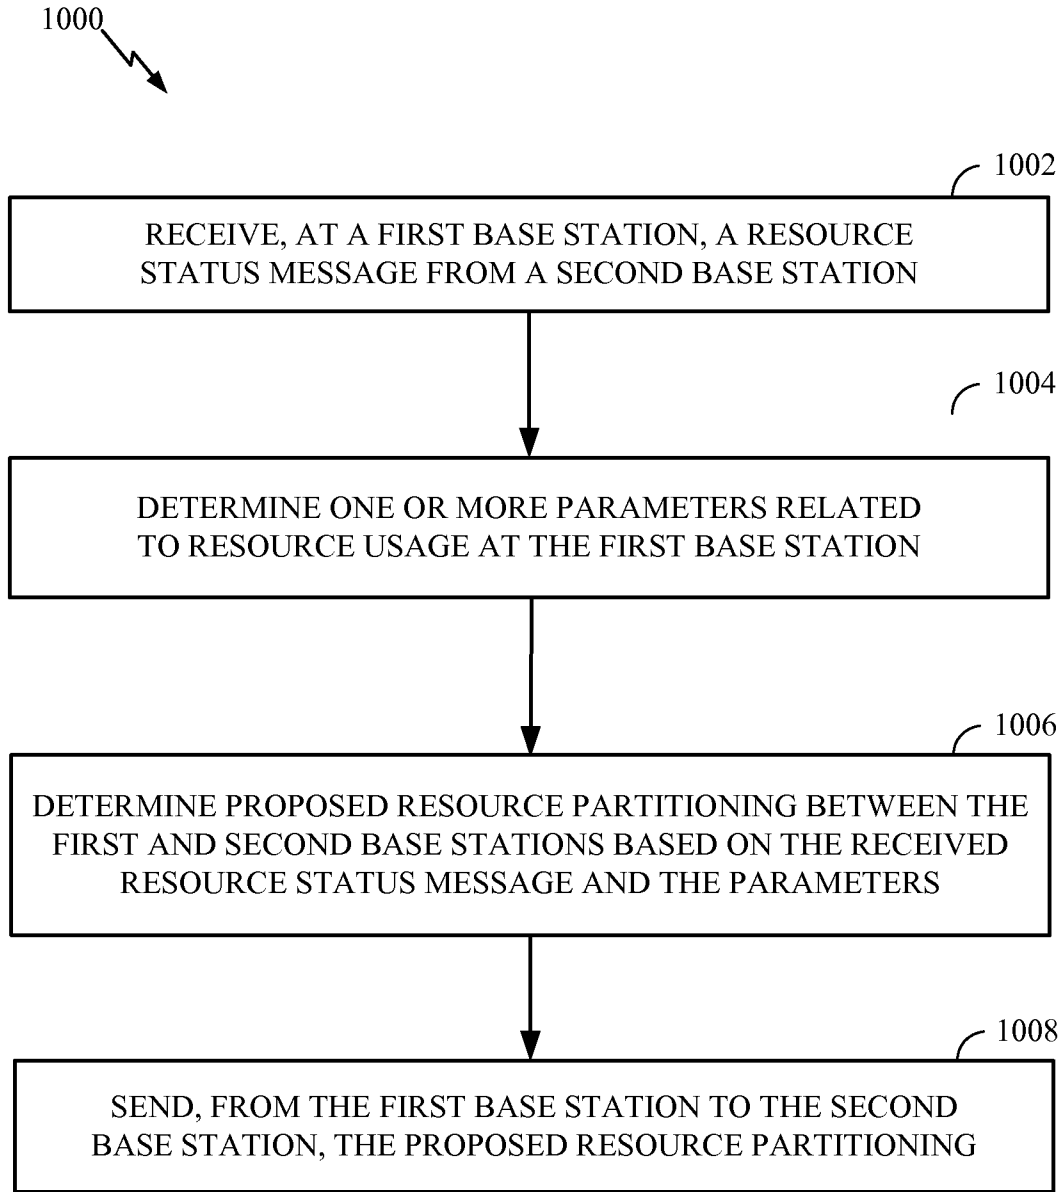 1000
1002
RECEIVE, AT A FIRST BASE STATION, A RESOURCE
STATUS MESSAGE FROM A SECOND BASE STATION
1004
DETERMINE ONE OR MORE PARAMETERS RELATED
TO RESOURCE USAGE AT THE FIRST BASE STATION
1006
DETERMINE PROPOSED RESOURCE PARTITIONING BETWEEN THE
FIRST AND SECOND BASE STATIONS BASED ON THE RECEIVED
RESOURCE STATUS MESSAGE AND THE PARAMETERS
1008
SEND, FROM THE FIRST BASE STATION TO THE SECOND
BASE STATION, THE PROPOSED RESOURCE PARTITIONING